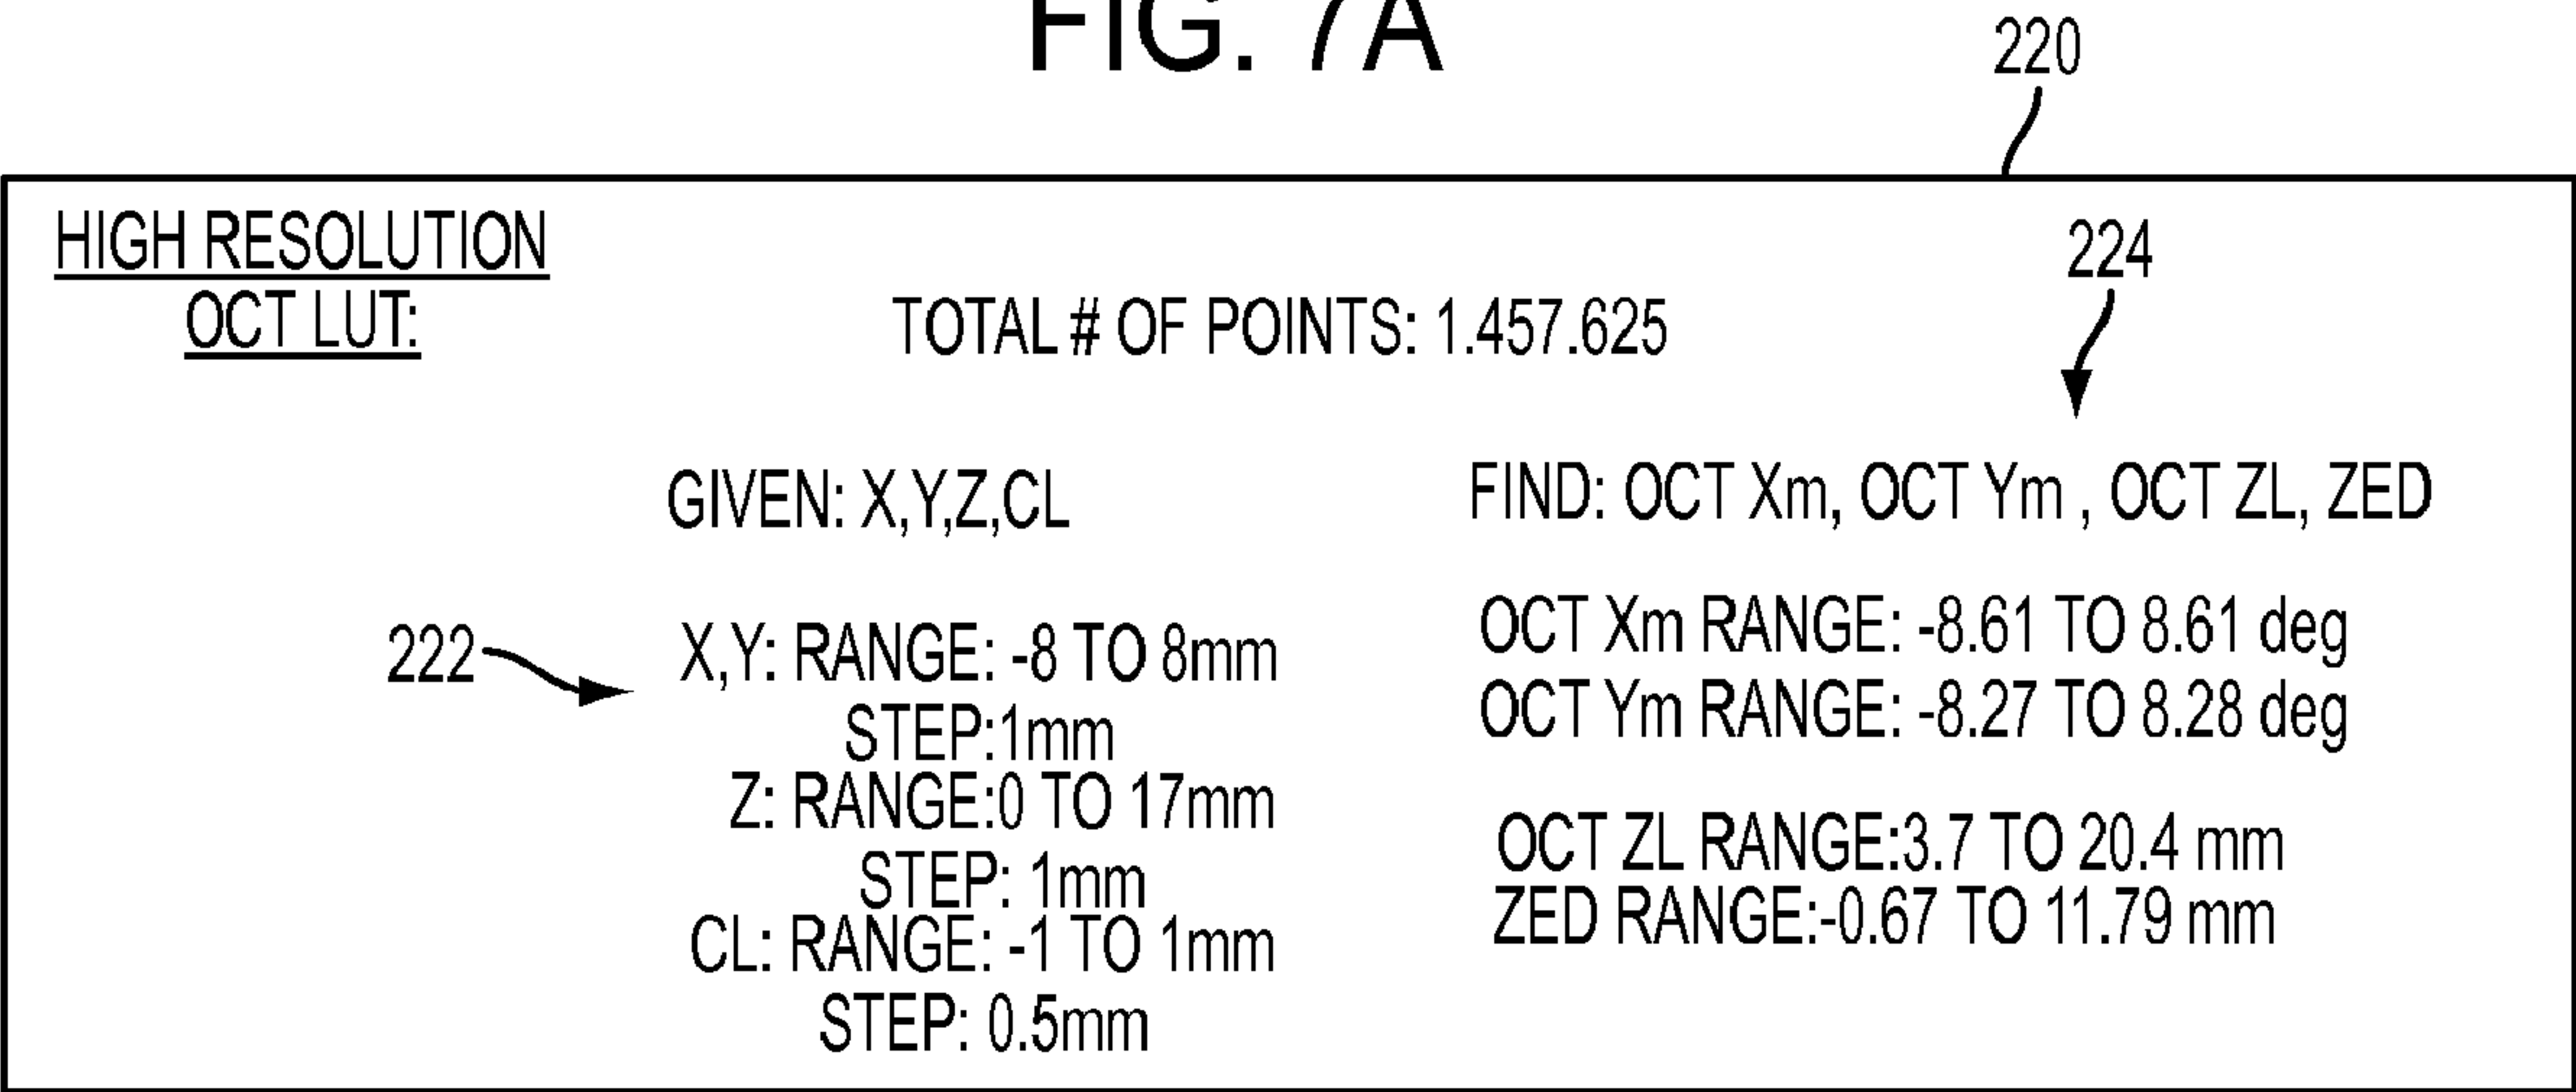 FIG. 7A
220
HIGH RESOLUTION
OCT LUT:
TOTAL # OF POINTS: 1.457.625
224
GIVEN: X,Y,Z,CL
FIND: OCT Xm, OCT Ym , OCT ZL, ZED
222
X,Y: RANGE: -8 TO 8mm
STEP:1mm
Z: RANGE:0 TO 17mm
STEP: 1mm
CL: RANGE: -1 TO 1mm
STEP: 0.5mm
OCT Xm RANGE: -8.61 TO 8.61 deg
OCT Ym RANGE: -8.27 TO 8.28 deg
OCT ZL RANGE:3.7 TO 20.4 mm
ZED RANGE:-0.67 TO 11.79 mm